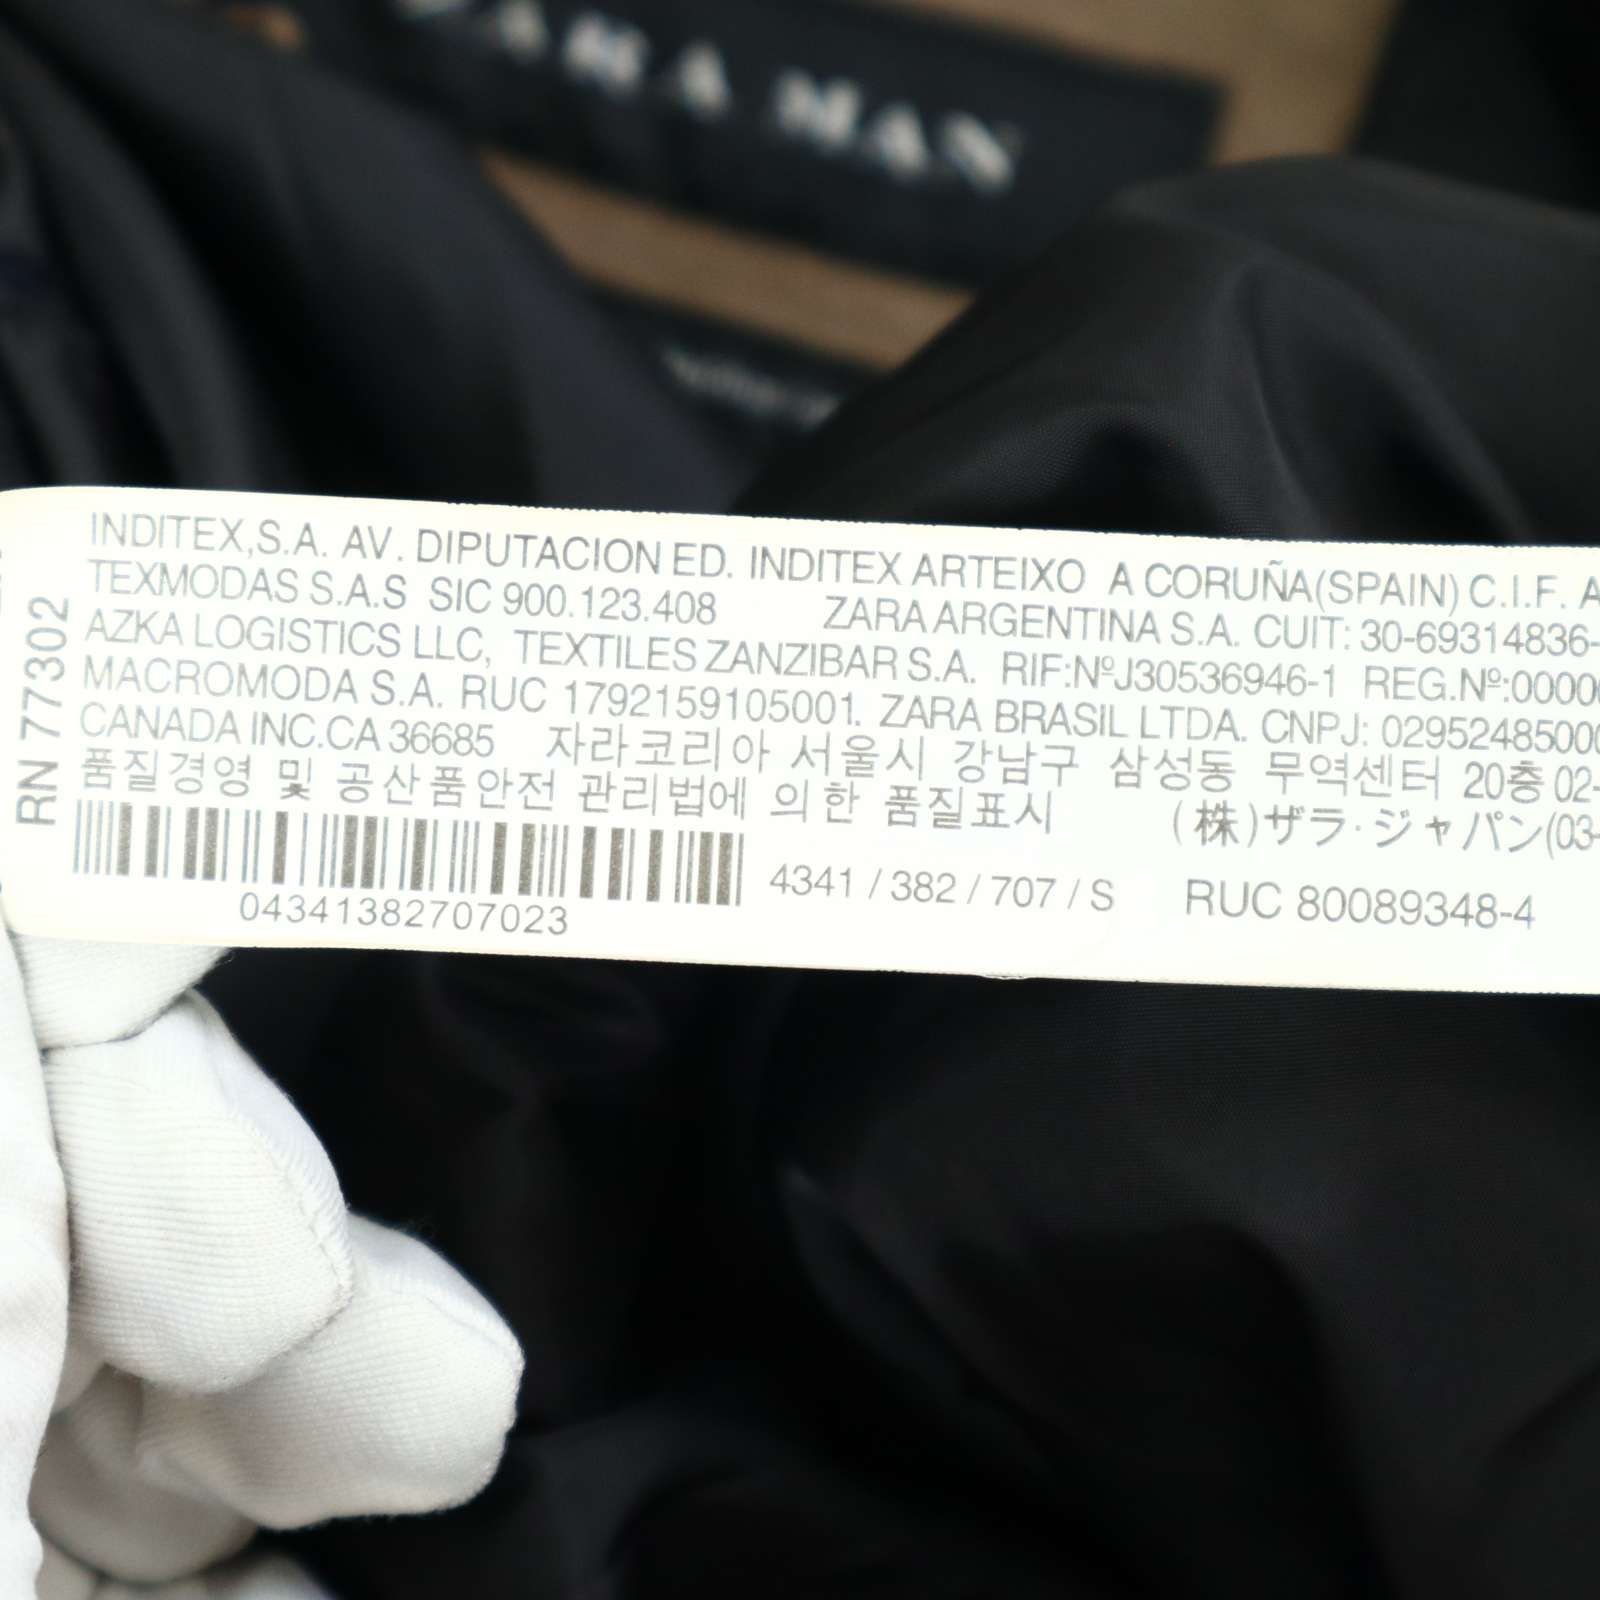 ZARA MAN
INDITEX,S.A. AV. DIPUTACION ED. INDITEX ARTEIXO A CORUÑA(SPAIN) C.I.F. A
TEXMODAS S.A.S SIC 900.123.408 ZARA ARGENTINA S.A. CUIT: 30-69314836-
AZKA LOGISTICS LLC, TEXTILES ZANZIBAR S.A. RIF:NºJ30536946-1 REG.Nº:0000
MACROMODA S.A. RUC 1792159105001. ZARA BRASIL LTDA. CNPJ: 0295248500
CANADA INC.CA 36685 자라코리아 서울시 강남구 삼성동 무역센터 20층 02-
품질경영 및 공산품안전 관리법에 의한 품질표시 (株)ザラ·ジャパン(03-
04341382707023
4341 / 382 / 707 / S RUC 80089348-4
RN 77302